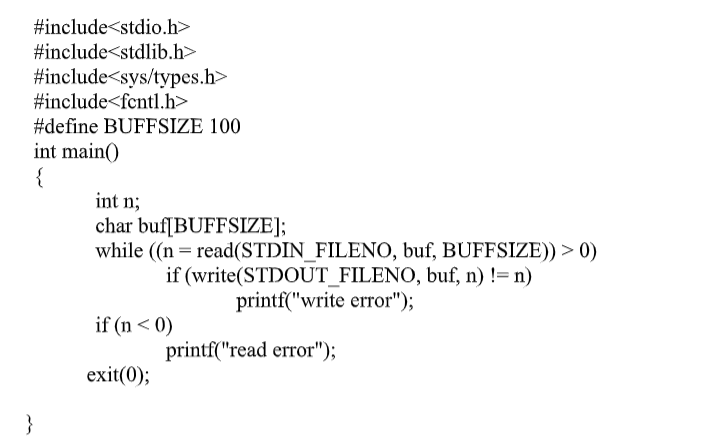 #include<stdio.h>
#include<stdlib.h>
#include<sys/types.h>
#include<fcntl.h>
#define BUFFSIZE 100
int main()
{
int n;
char buf[BUFFSIZE];
while ((n = read(STDIN_FILENO, buf, BUFFSIZE)) > 0)
if (write(STDOUT_FILENO, buf, n) != n)
printf("write error");
if (n < 0)
printf("read error");
exit(0);
}